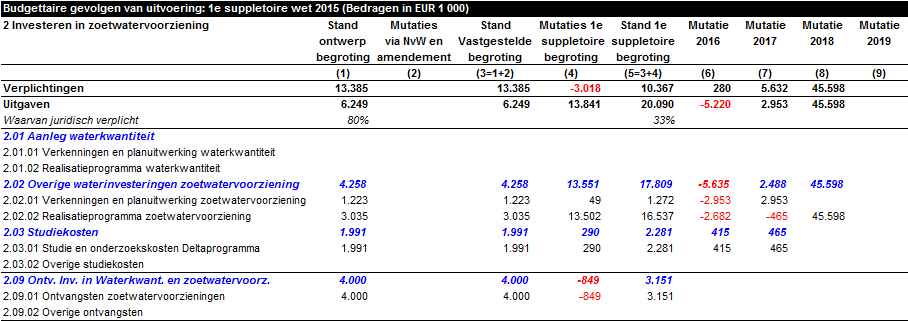 Budgettaire gevolgen van uitvoering: 1e suppletoire wet 2015 (Bedragen in EUR 1 000)
2 Investeren in zoetwatervoorziening Stand Mutaties Stand Mutaties 1e Stand 1e Mutatie Mutatie Mutatie Mutatie
ontwerp via NvW en Vastgestelde suppletoire suppletoire 2016 2017 2018 2019
begroting amendement begroting begroting begroting
(1) (2) (3=1+2) (4) (5=3+4) (6) (7) (8) (9)
Verplichtingen 13.385 13.385 -3.018 10.367 280 5.632 45.598
Uitgaven 6.249 6.249 13.841 20.090 -5.220 2.953 45.598
Waarvan juridisch verplicht 80% 33%
2.01 Aanleg waterkwantiteit
2.01.01 Verkenningen en planuitwerking waterkwantiteit
2.01.02 Realisatieprogramma waterkwantiteit
2.02 Overige waterinvesteringen zoetwatervoorziening 4.258 4.258 13.551 17.809 -5.635 2.488 45.598
2.02.01 Verkenningen en planuitwerking zoetwatervoorziening 1.223 1.223 49 1.272 -2.953 2.953
2.02.02 Realisatieprogramma zoetwatervoorziening 3.035 3.035 13.502 16.537 -2.682 -465 45.598
2.03 Studiekosten 1.991 1.991 290 2.281 415 465
2.03.01 Studie en onderzoekskosten Deltaprogramma 1.991 1.991 290 2.281 415 465
2.03.02 Overige studiekosten
2.09 Ontv. Inv. in Waterkwant. en zoetwatervoorz. 4.000 4.000 -849 3.151
2.09.01 Ontvangsten zoetwatervoorzieningen 4.000 4.000 -849 3.151
2.09.02 Overige ontvangsten